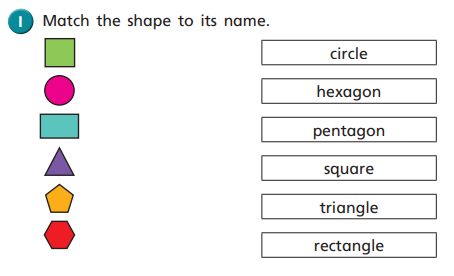 1 Match the shape to its name.
circle
hexagon
pentagon
square
triangle
rectangle